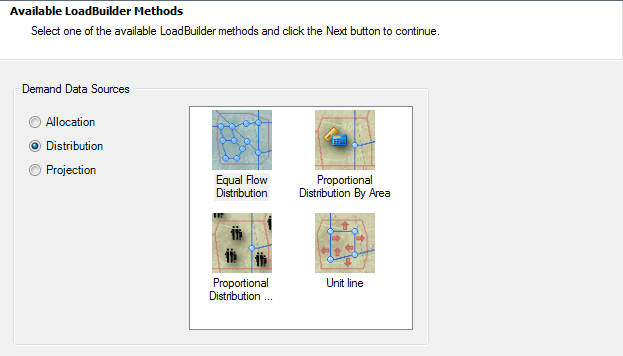 Available LoadBuilder Methods
Select one of the available LoadBuilder methods and click the Next button to continue.
Demand Data Sources
Allocation
Distribution
Projection
Equal Flow
Distribution
Proportional
Distribution By Area
Proportional
Distribution ...
Unit line